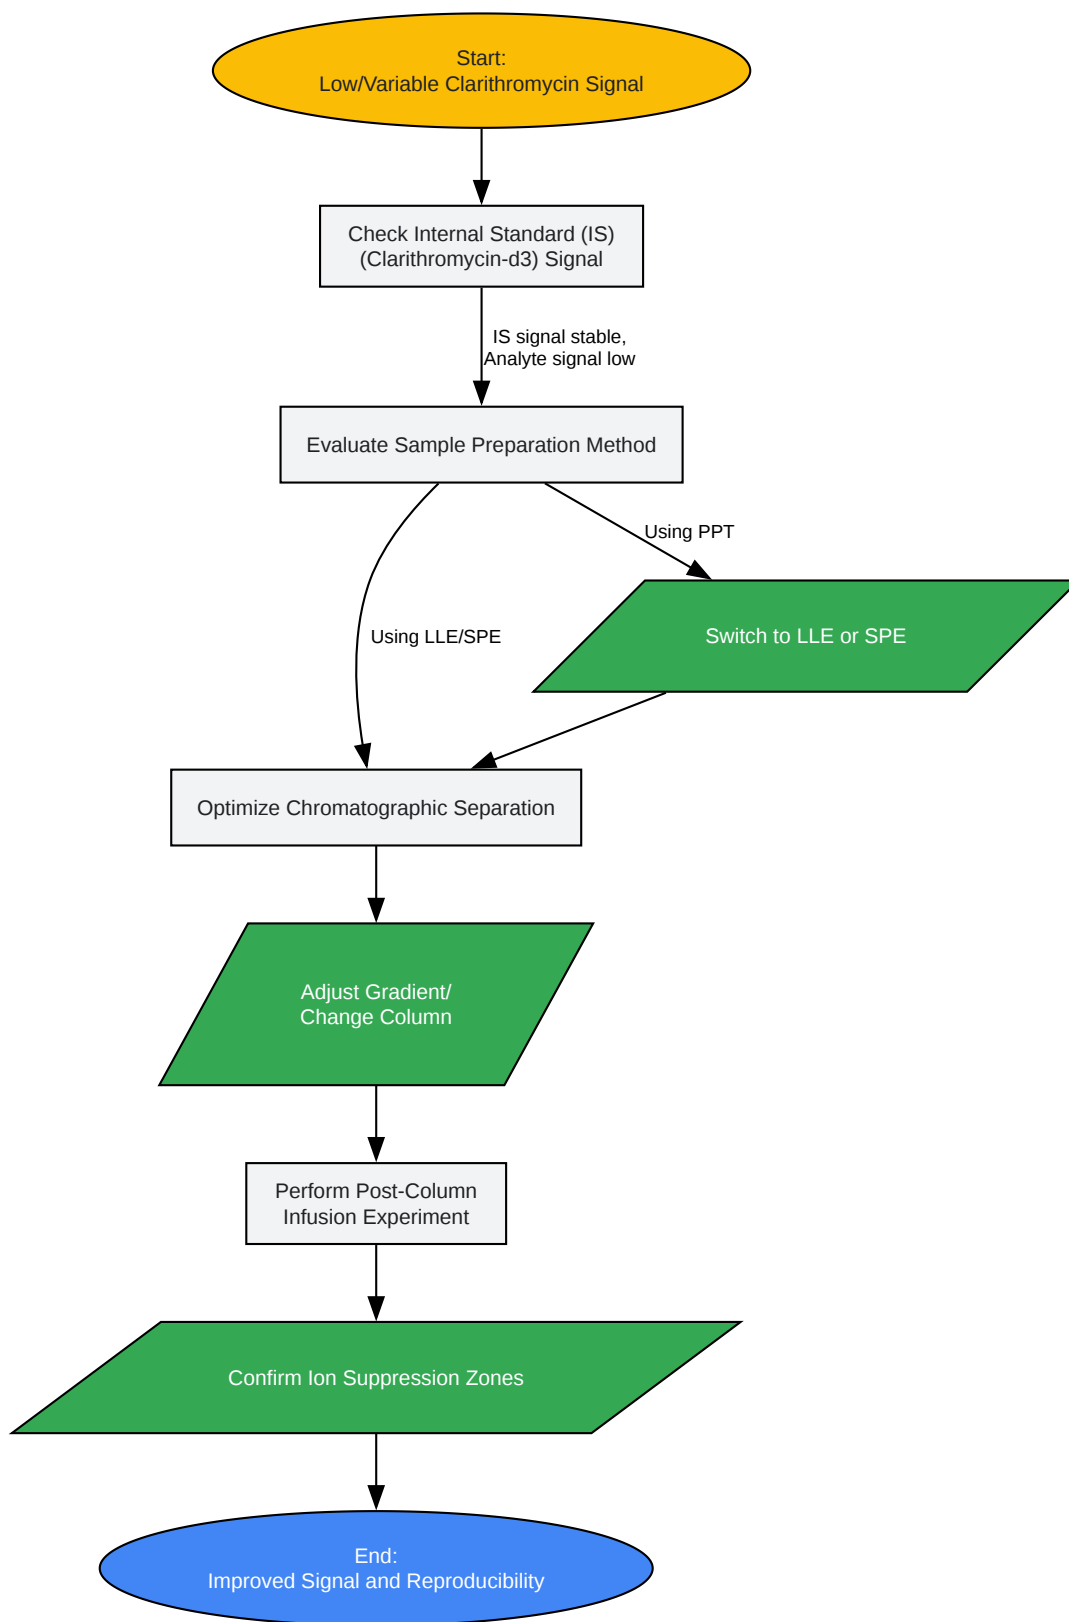 Start:
Low/Variable Clarithromycin Signal
Check Internal Standard (IS)
(Clarithromycin-d3) Signal
IS signal stable,
Analyte signal low
Evaluate Sample Preparation Method
Using PPT
Using LLE/SPE
Switch to LLE or SPE
Optimize Chromatographic Separation
Adjust Gradient/
Change Column
Perform Post-Column
Infusion Experiment
Confirm Ion Suppression Zones
End:
Improved Signal and Reproducibility